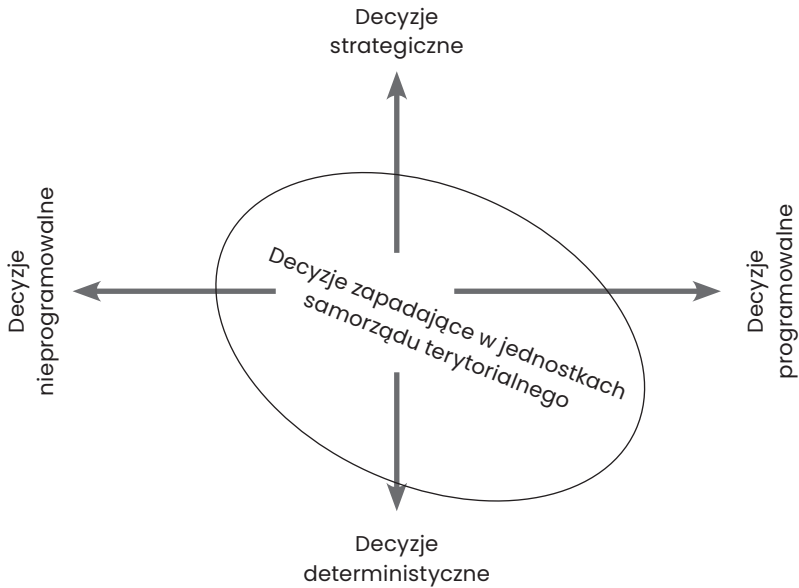 Decyzje
strategiczne
Decyzje
nieprogramowalne
Decyzje zapadające w jednostkach
samorządu terytorialnego
Decyzje
programowalne
Decyzje
deterministyczne